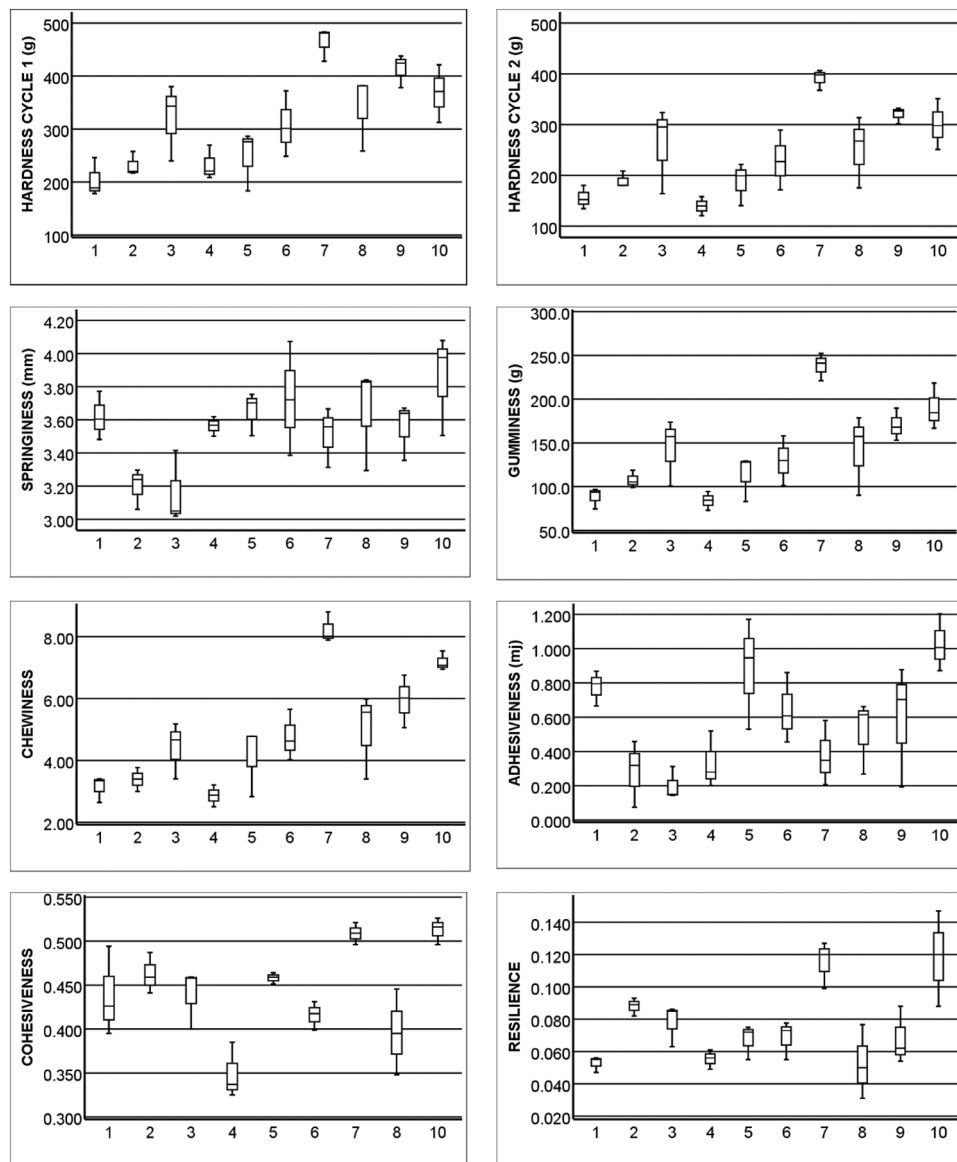 HARDNESS CYCLE 1 (g)
500
400
300
200
100
1 2 3 4 5 6 7 8 9 10
HARDNESS CYCLE 2 (g)
500
400
300
200
100
1 2 3 4 5 6 7 8 9 10
SPRINGINESS (mm)
4.20
4.00
3.80
3.60
3.40
3.20
3.00
1 2 3 4 5 6 7 8 9 10
GUMMINESS (g)
300.0
250.0
200.0
150.0
100.0
50.0
1 2 3 4 5 6 7 8 9 10
CHEWINESS
8.00
6.00
4.00
2.00
1 2 3 4 5 6 7 8 9 10
ADHESIVENESS (mj)
1.200
1.000
0.800
0.600
0.400
0.200
0.000
1 2 3 4 5 6 7 8 9 10
COHESIVENESS
0.550
0.500
0.450
0.400
0.350
0.300
1 2 3 4 5 6 7 8 10
RESILIENCE
0.140
0.120
0.100
0.080
0.060
0.040
0.020
1 2 3 4 5 6 7 8 9 10